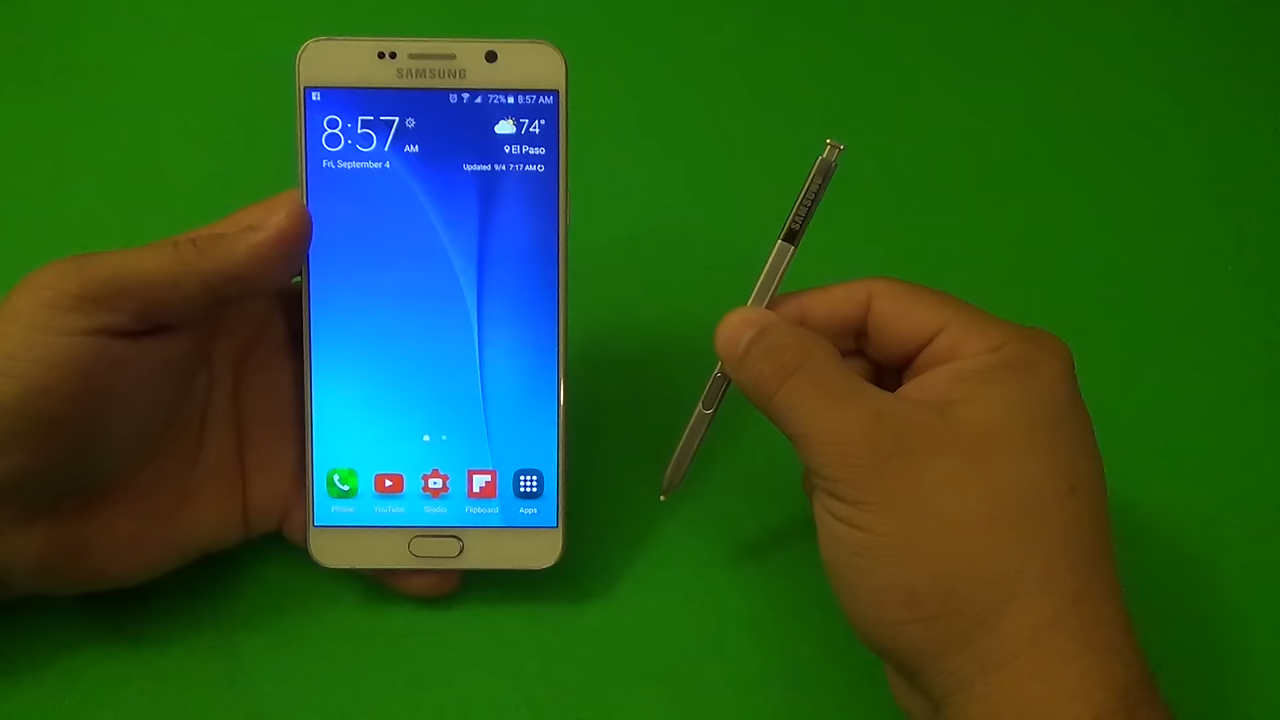 SAMSUNG
72% 8:57 AM
8:57 AM
74°
El Paso
Fri, September 4
Updated 9/4 7:17 AM
Phone YouTube Studio Flipboard Apps
SAMSUNG